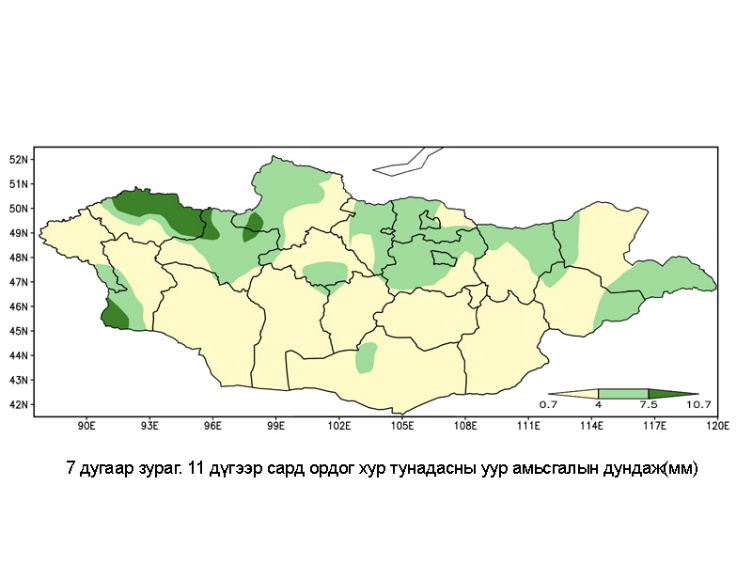 52N
51N
50N
49N
48N
47N
46N
45N
44N
43N
42N
0.7 4 7.5 10.7
90E 93E 96E 99E 102E 105E 108E 111E 114E 117E 120E
7 дугаар зураг. 11 дүгээр сард ордог хур тунадасны уур амьсгалын дундаж(мм)